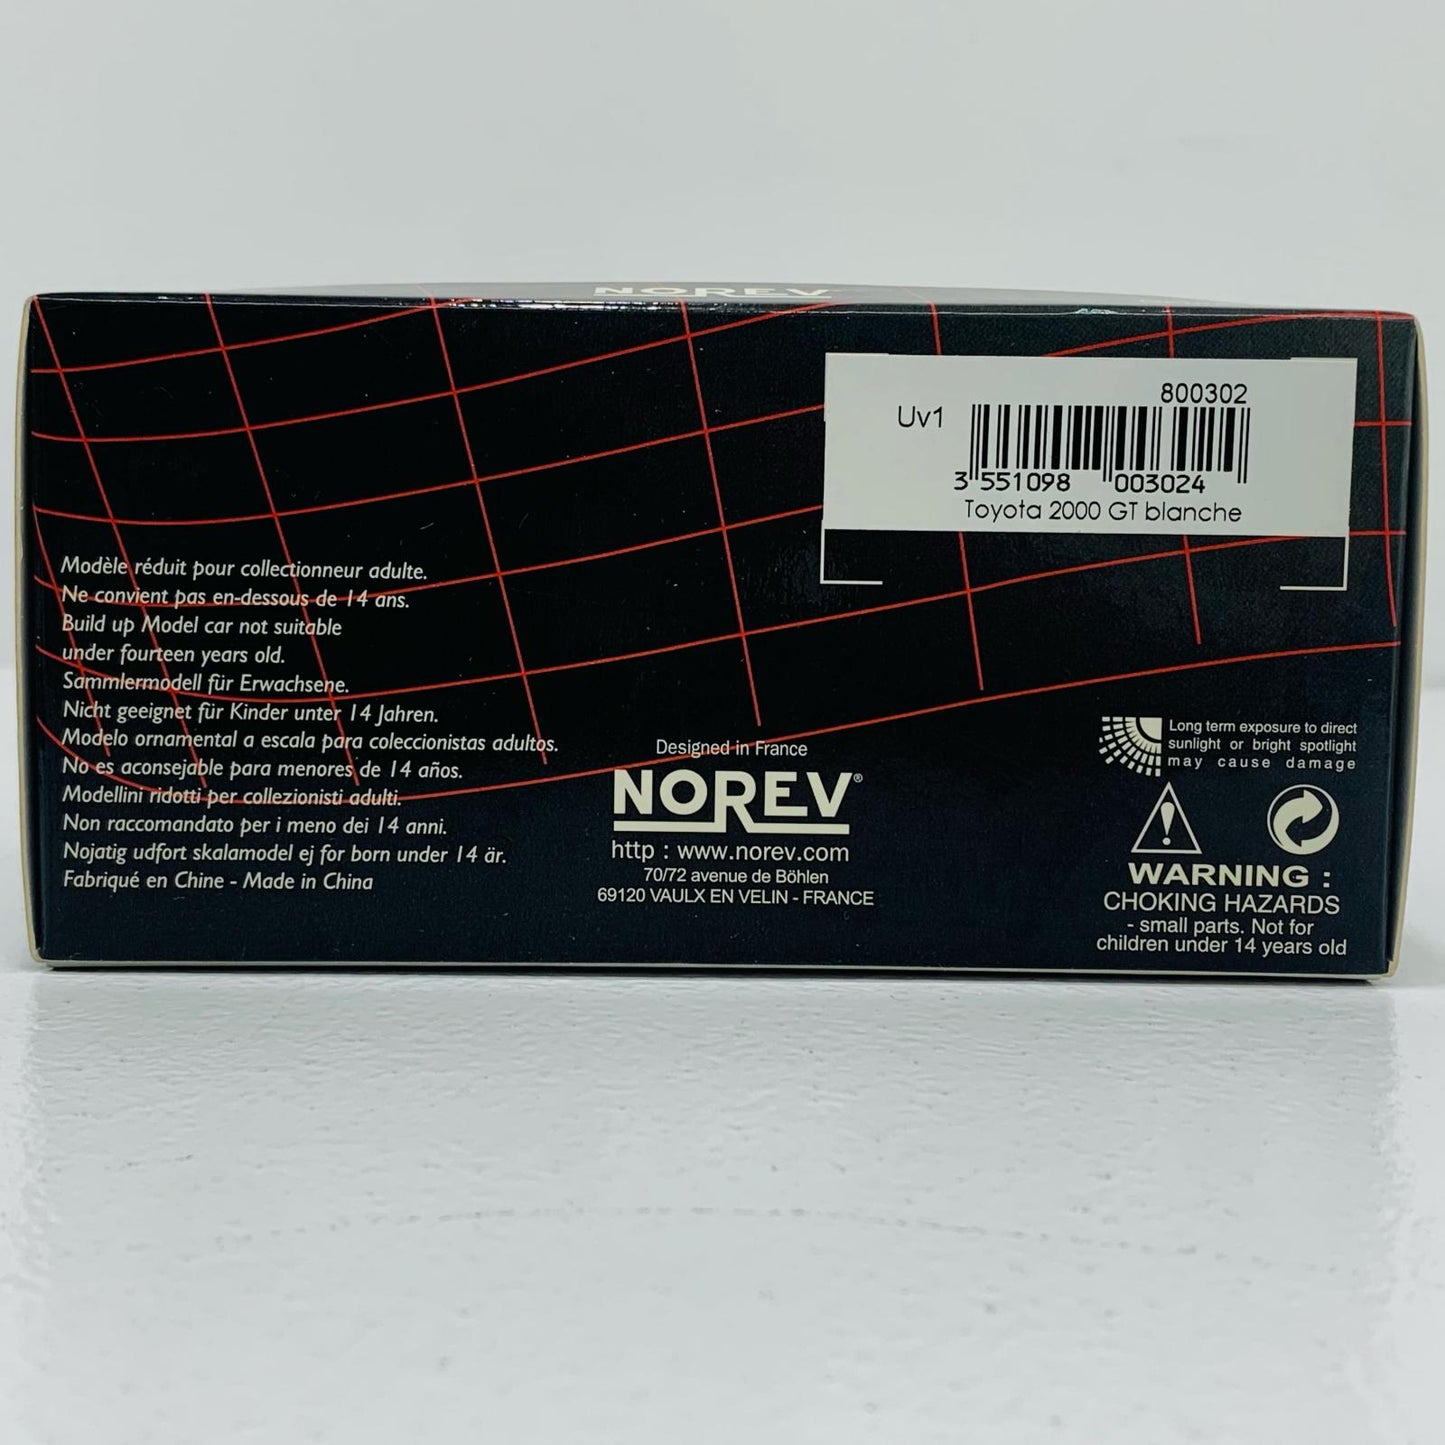 NOREV
800302
Uv1
3 551098 003024
Toyota 2000 GT blanche
Modèle réduit pour collectionneur adulte.
Ne convient pas en-dessous de 14 ans.
Build up Model car not suitable
under fourteen years old.
Sammlermodell für Erwachsene.
Nicht geeignet für Kinder unter 14 Jahren.
Modelo ornamental a escala para coleccionistas adultos.
No es aconsejable para menores de 14 años.
Modellini ridotti per collezionisti adulti.
Non raccomandato per i meno dei 14 anni.
Nojatig udfort skalamodel ej for born under 14 är.
Fabriqué en Chine - Made in China
Designed in France
NOREV®
http : www.norev.com
70/72 avenue de Böhlen
69120 VAULX EN VELIN - FRANCE
Long term exposure to direct
sunlight or bright spotlight
may cause damage
WARNING :
CHOKING HAZARDS
- small parts. Not for
children under 14 years old